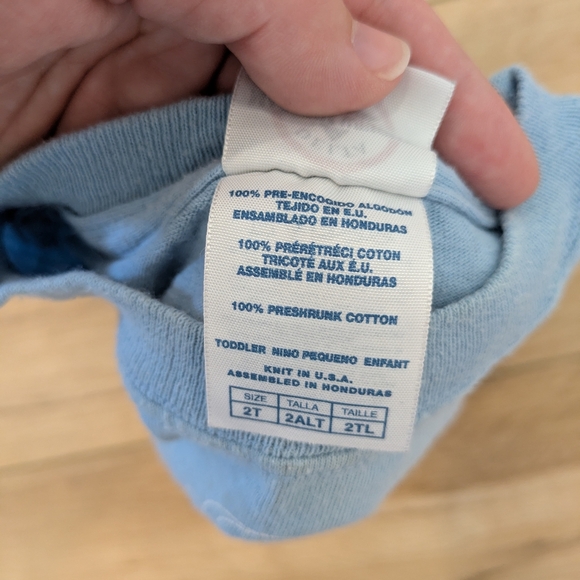 100% PRE-ENCOGIDO ALGODON
TEJIDO EN E.U.
ENSAMBLADO EN HONDURAS
100% PRÉRÉTRÉCI COTON
TRICOTÉ AUX É.U.
ASSEMBLÉ EN HONDURAS
100% PRESHRUNK COTTON
TODDLER NINO PEQUENO ENFANT
KNIT IN U.S.A.
ASSEMBLED IN HONDURAS
SIZE TALLA TAILLE
2T 2ALT 2TL